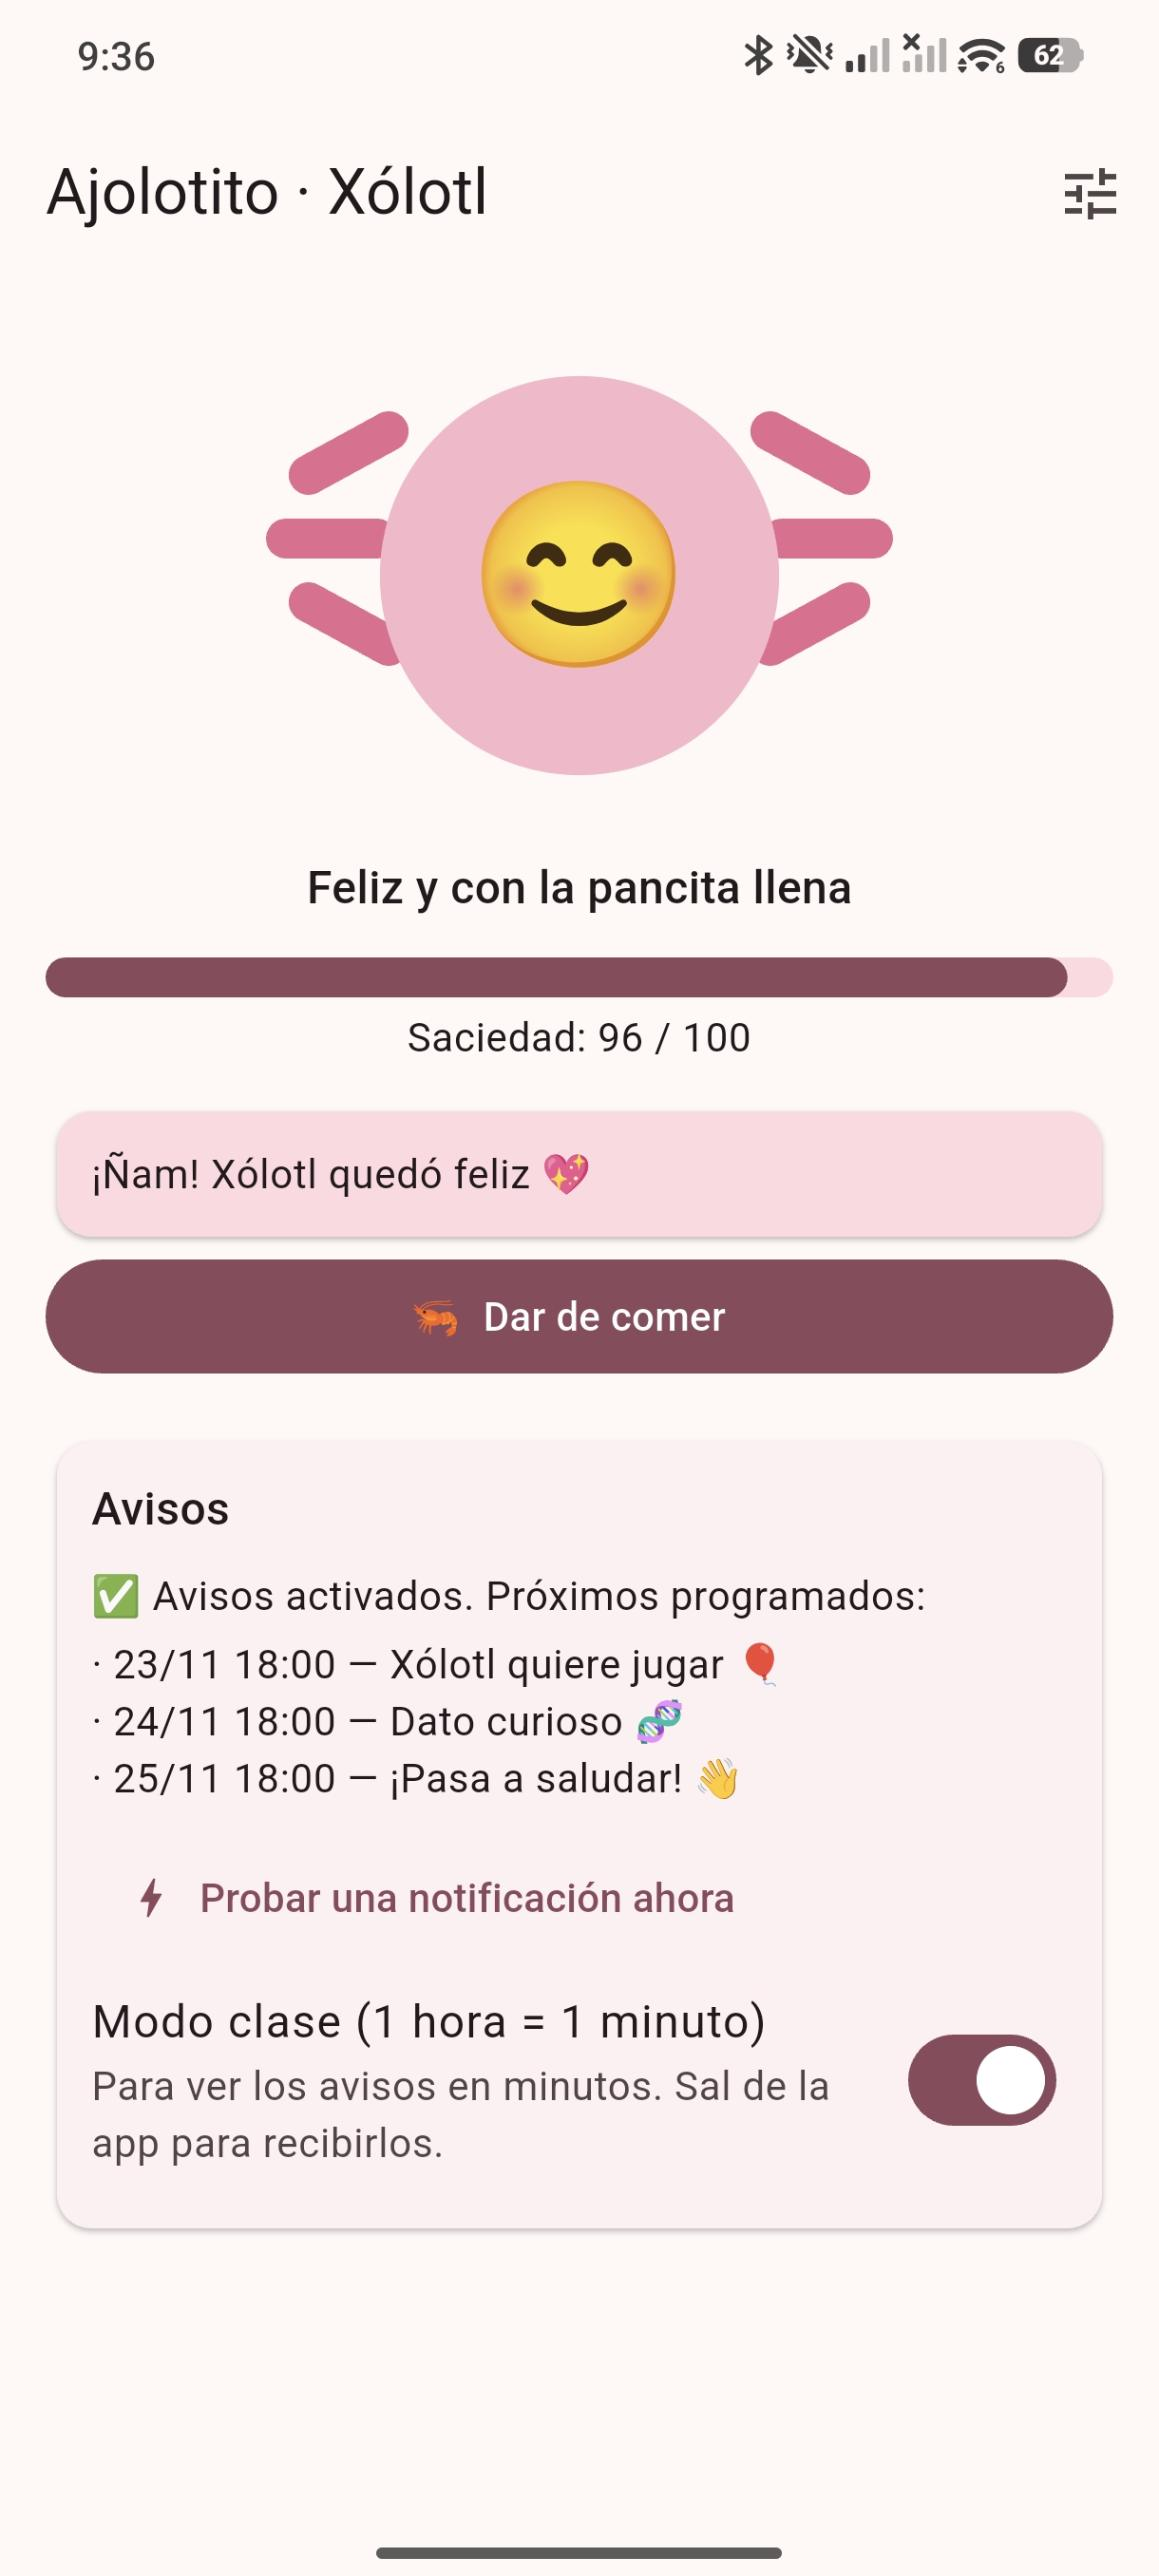 9:36
6
62
Ajolotito · Xólotl
Feliz y con la pancita llena
Saciedad: 96 / 100
¡Ñam! Xólotl quedó feliz 💖
🦐 Dar de comer
Avisos
✅ Avisos activados. Próximos programados:
· 23/11 18:00 — Xólotl quiere jugar 🎈
· 24/11 18:00 — Dato curioso 🧬
· 25/11 18:00 — ¡Pasa a saludar! 👋
Probar una notificación ahora
Modo clase (1 hora = 1 minuto)
Para ver los avisos en minutos. Sal de la
app para recibirlos.